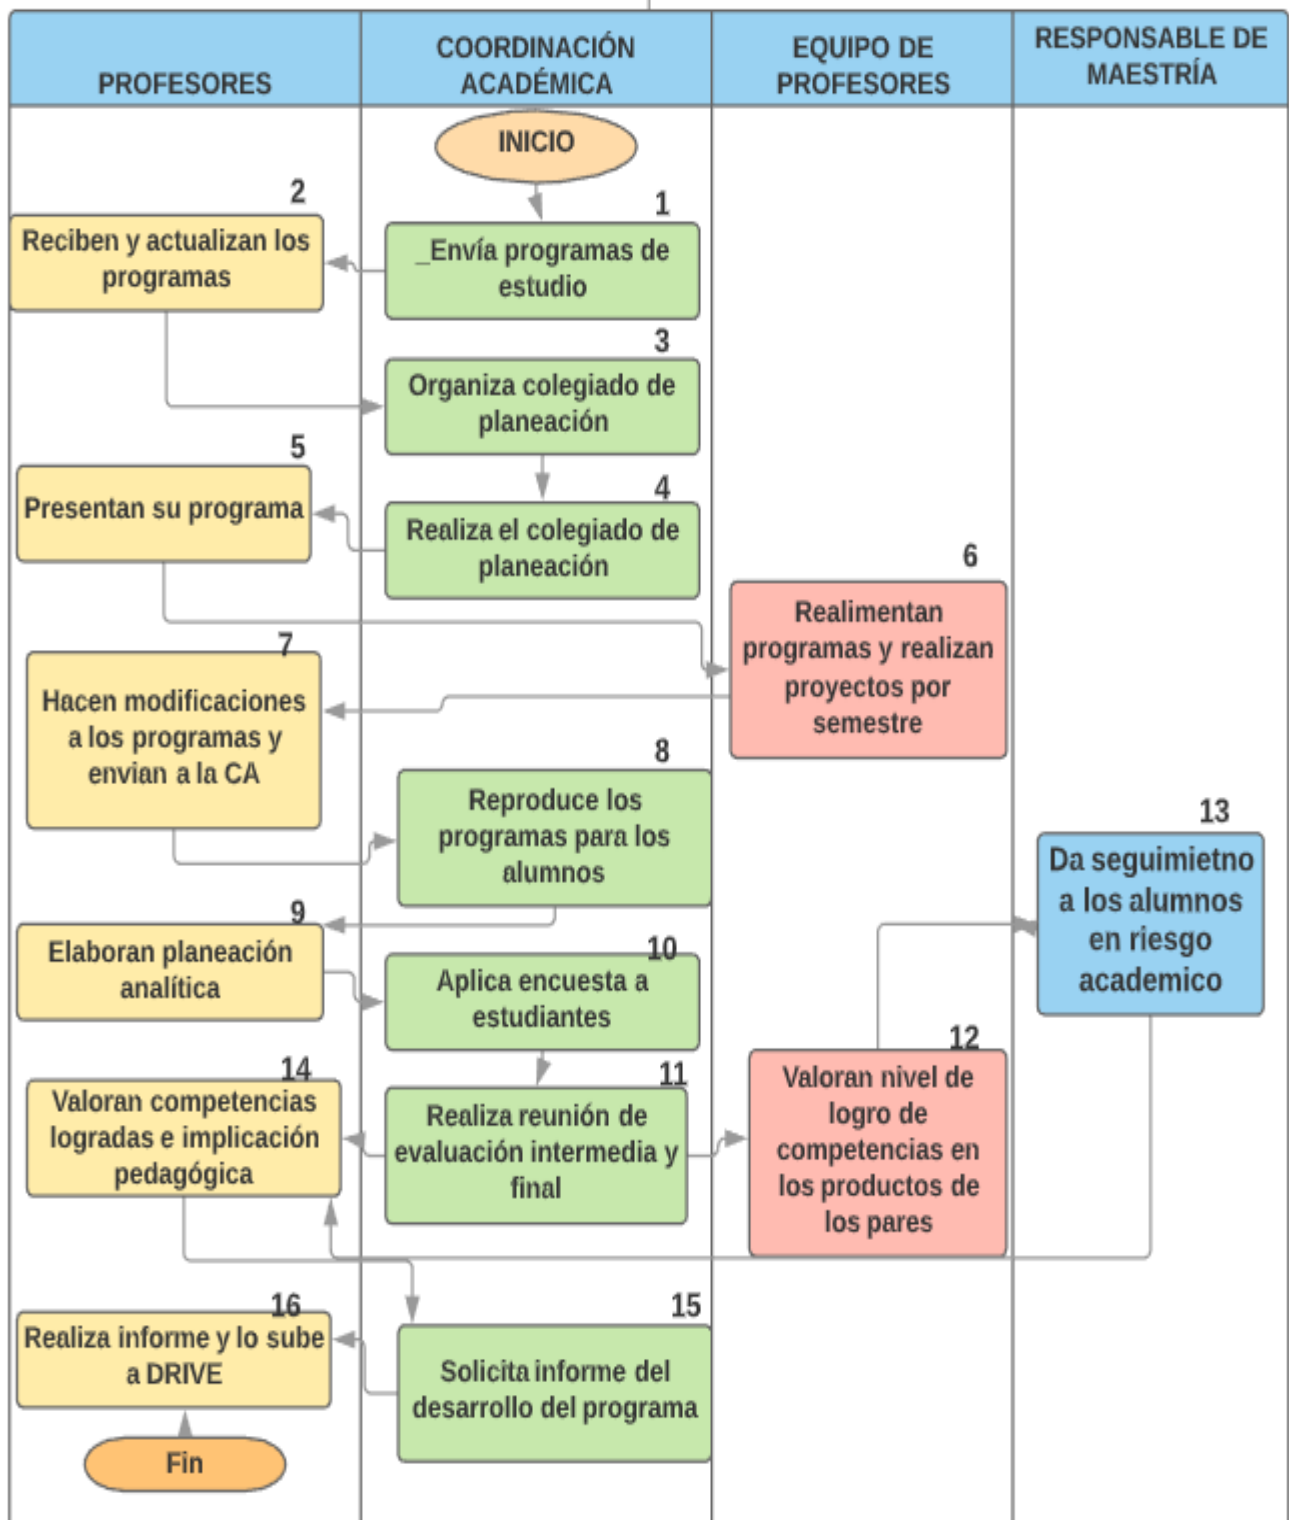 PROFESORES
COORDINACIÓN
ACADÉMICA
EQUIPO DE
PROFESORES
RESPONSABLE DE
MAESTRÍA
INICIO
1
_Envía programas de
estudio
2
Reciben y actualizan los
programas
3
Organiza colegiado de
planeación
4
Realiza el colegiado de
planeación
5
Presentan su programa
6
Realimentan
programas y realizan
proyectos por
semestre
7
Hacen modificaciones
a los programas y
envian a la CA
8
Reproduce los
programas para los
alumnos
9
Elaboran planeación
analítica
10
Aplica encuesta a
estudiantes
11
Realiza reunión de
evaluación intermedia y
final
12
Valoran nivel de
logro de
competencias en
los productos de
los pares
13
Da seguimietno
a los alumnos
en riesgo
academico
14
Valoran competencias
logradas e implicación
pedagógica
15
Solicita informe del
desarrollo del programa
16
Realiza informe y lo sube
a DRIVE
Fin